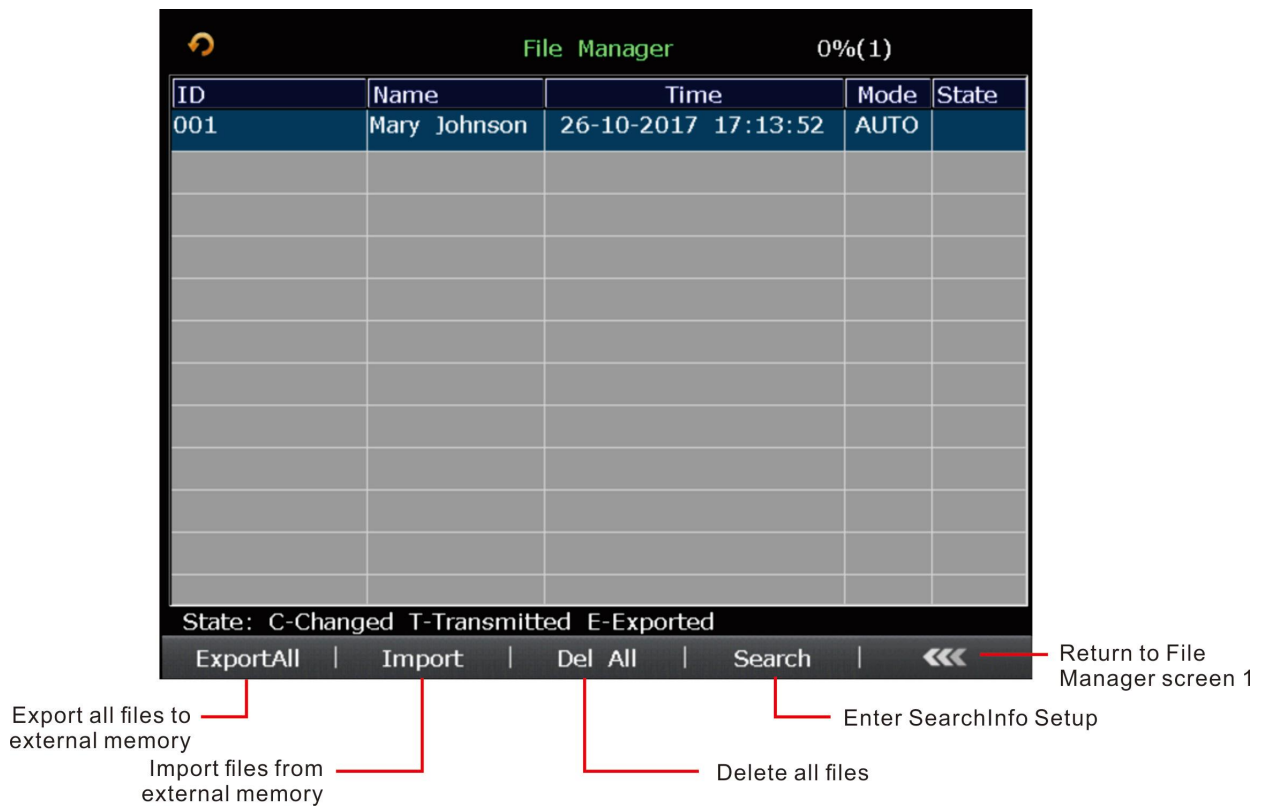 File Manager 0%(1)
ID Name Time Mode State
001 Mary Johnson 26-10-2017 17:13:52 AUTO
State: C-Changed T-Transmitted E-Exported
ExportAll | Import | Del All | Search |
Return to File
Manager screen 1
Export all files to
external memory
Enter SearchInfo Setup
Import files from
external memory
Delete all files